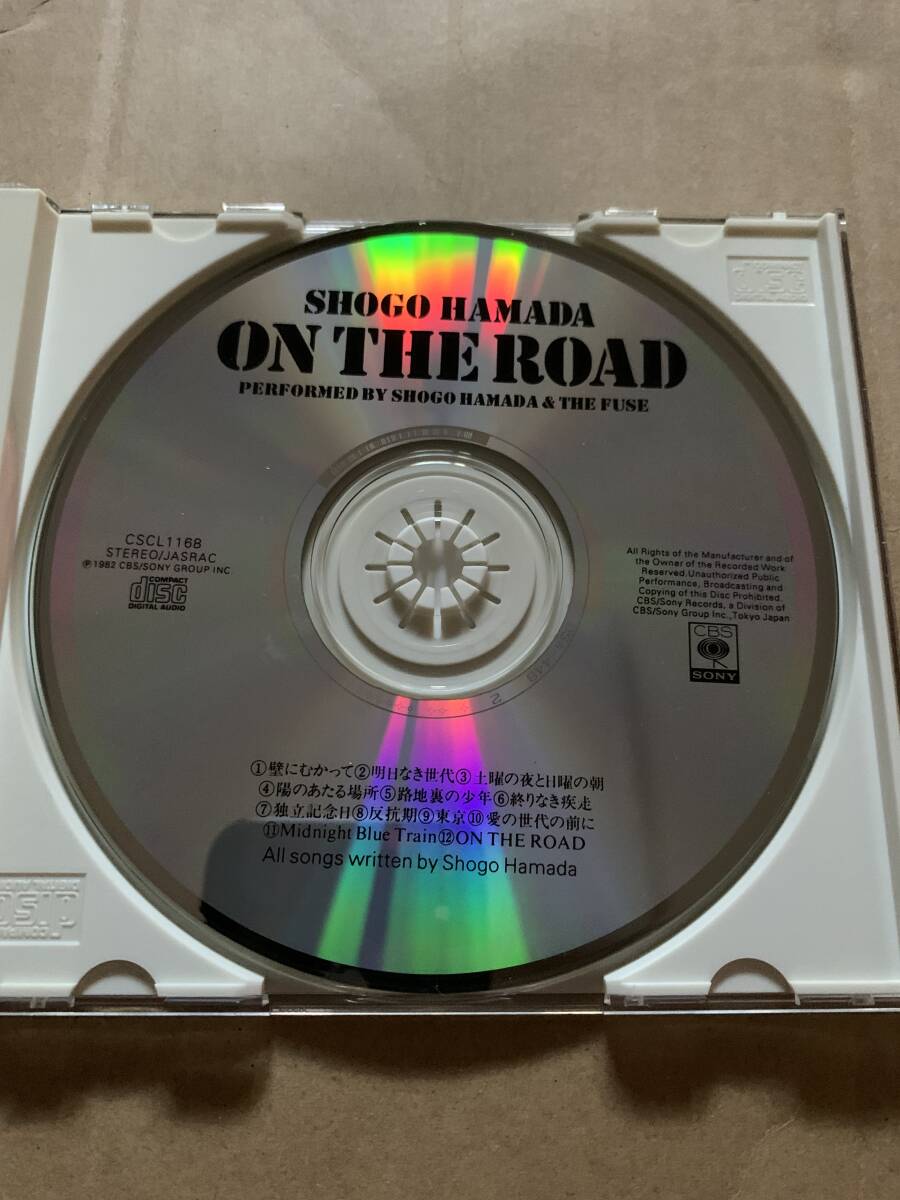 SHOGO HAMADA
ON THE ROAD
PERFORMED BY SHOGO HAMADA & THE FUSE
CSCL1168
STEREO/JASRAC
Ⓟ1982 CBS/SONY GROUP INC.
COMPACT
disc
DIGITAL AUDIO
All Rights of the Manufacturer and of
the Owner of the Recorded Work
Reserved. Unauthorized Public
Performance, Broadcasting and
Copying of this Disc Prohibited.
CBS/Sony Records, a Division of
CBS/Sony Group Inc., Tokyo Japan
CBS
SONY
①壁にむかって②明日なき世代③土曜の夜と日曜の朝
④陽のあたる場所⑤路地裏の少年⑥終りなき疾走
⑦独立記念日⑧反抗期⑨東京⑩愛の世代の前に
⑪Midnight Blue Train⑫ON THE ROAD
All songs written by Shogo Hamada